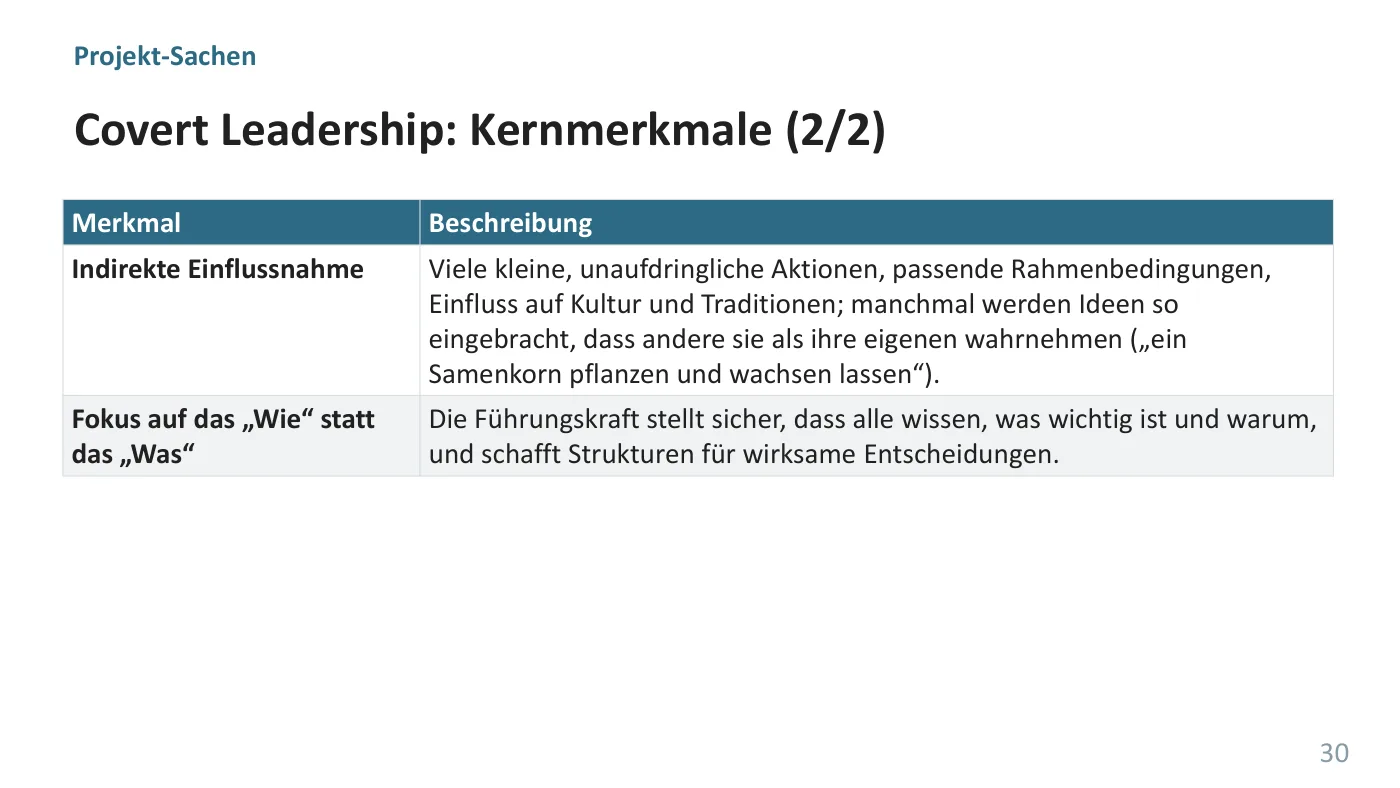 Projekt-Sachen
Covert Leadership: Kernmerkmale (2/2)
Merkmal
Beschreibung
Indirekte Einflussnahme
Viele kleine, unaufdringliche Aktionen, passende Rahmenbedingungen,
Einfluss auf Kultur und Traditionen; manchmal werden Ideen so
eingebracht, dass andere sie als ihre eigenen wahrnehmen („ein
Samenkorn pflanzen und wachsen lassen“).
Fokus auf das „Wie“ statt
das „Was“
Die Führungskraft stellt sicher, dass alle wissen, was wichtig ist und warum,
und schafft Strukturen für wirksame Entscheidungen.
30